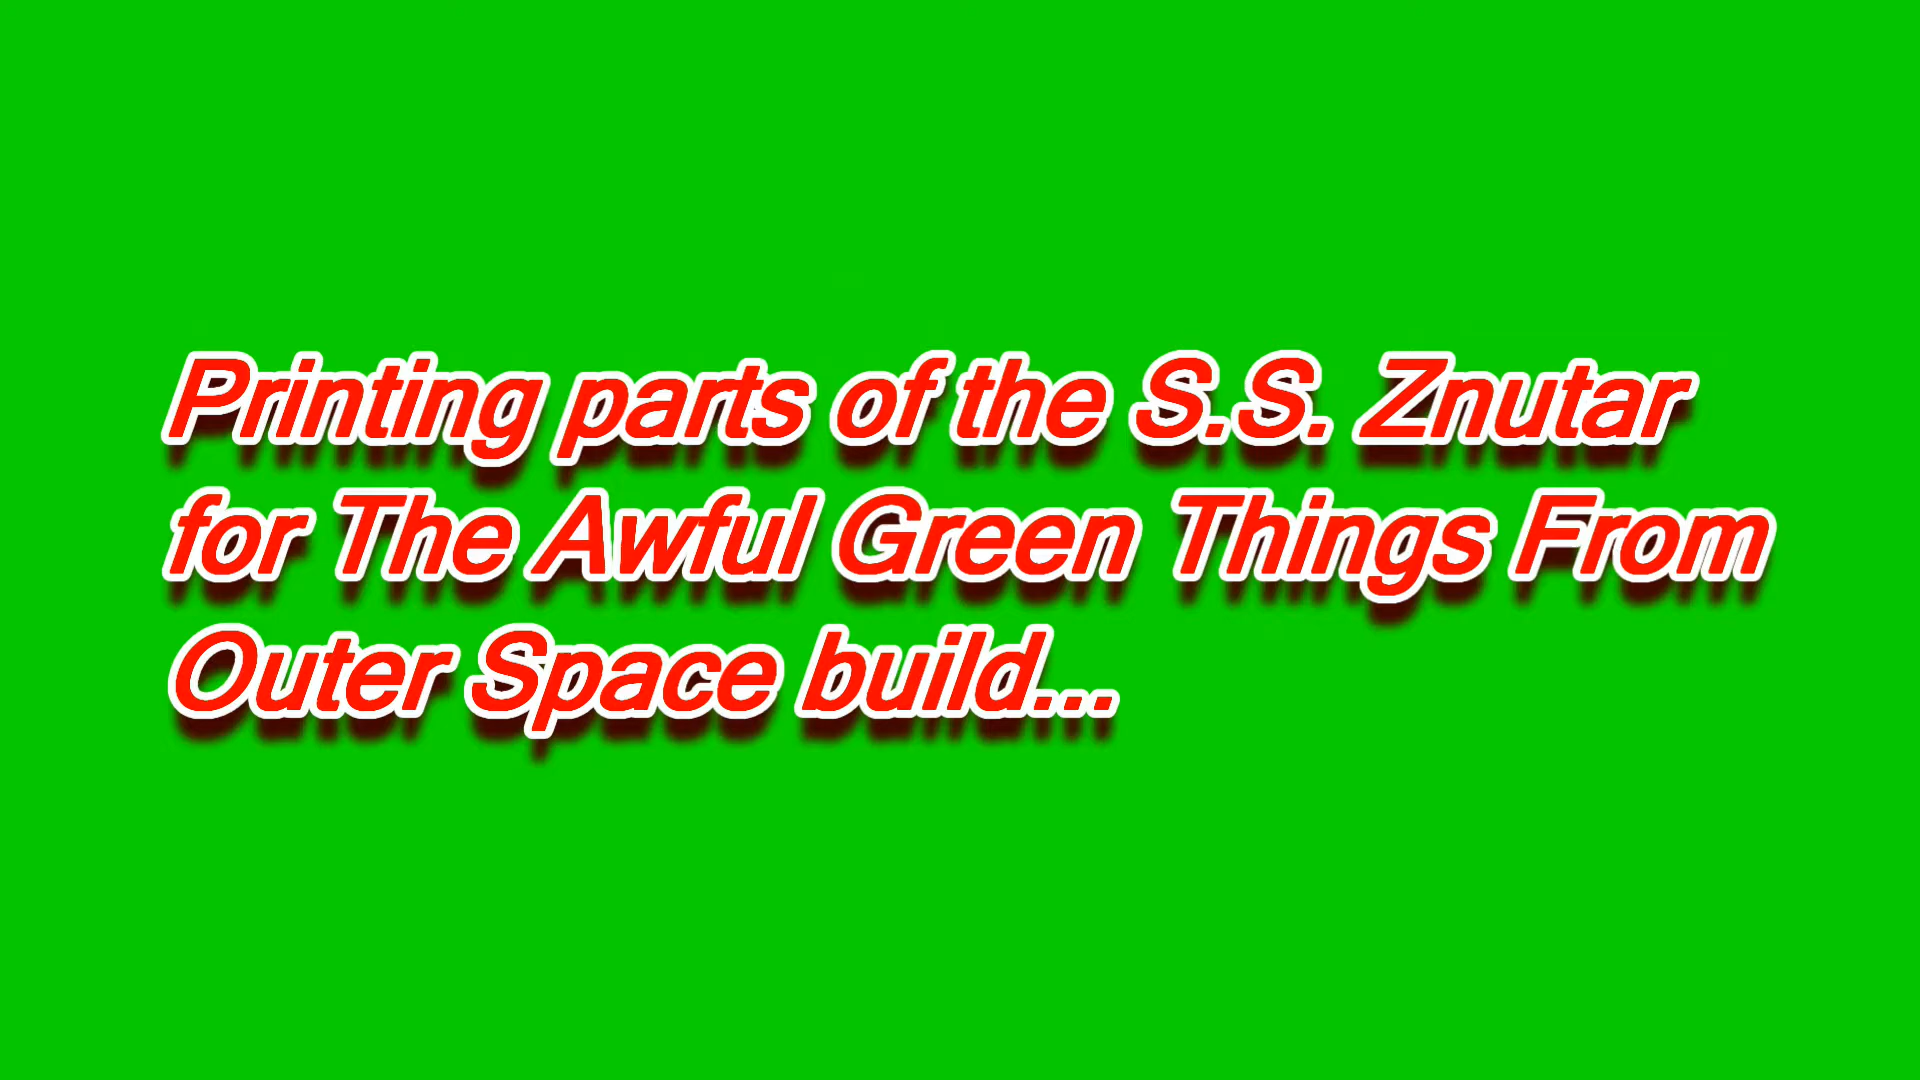 Printing parts of the S.S. Znutar
for The Awful Green Things From
Outer Space build...